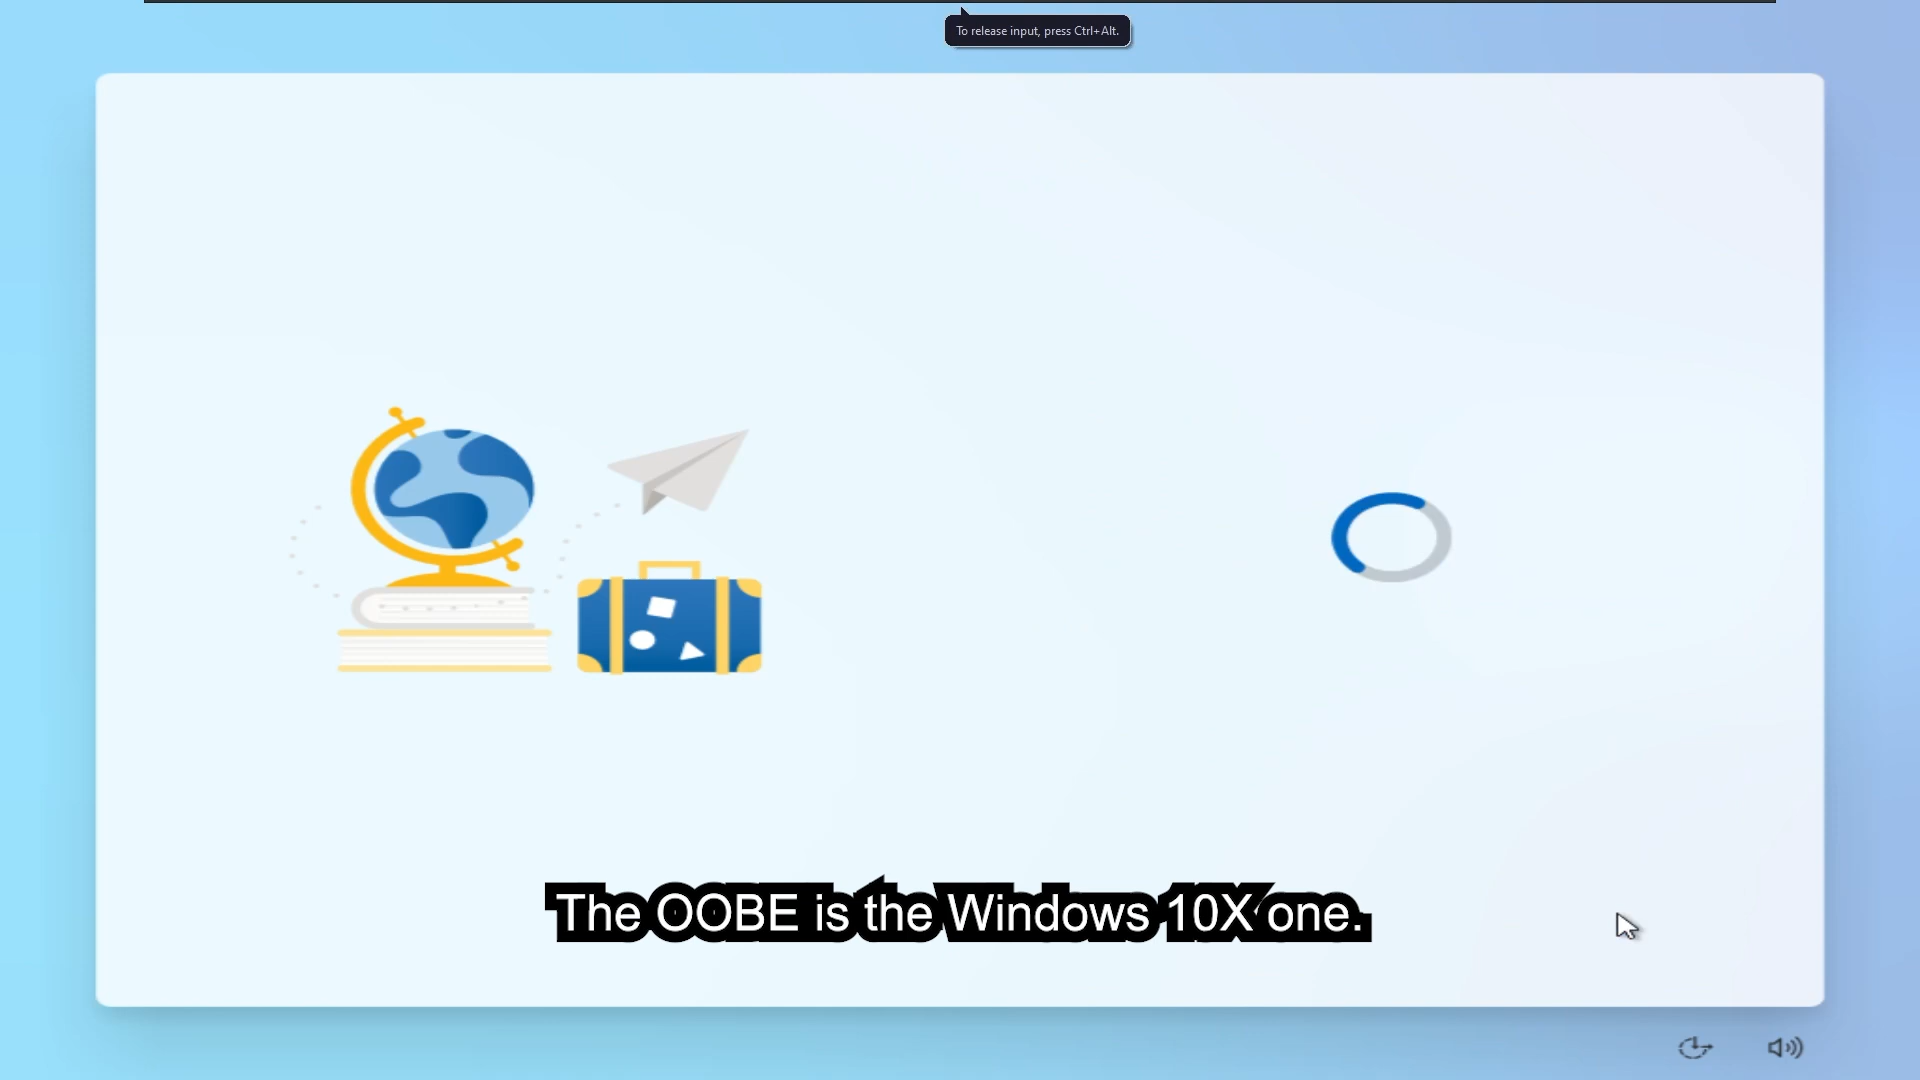 To release input, press Ctrl+Alt.
The OOBE is the Windows 10X one.